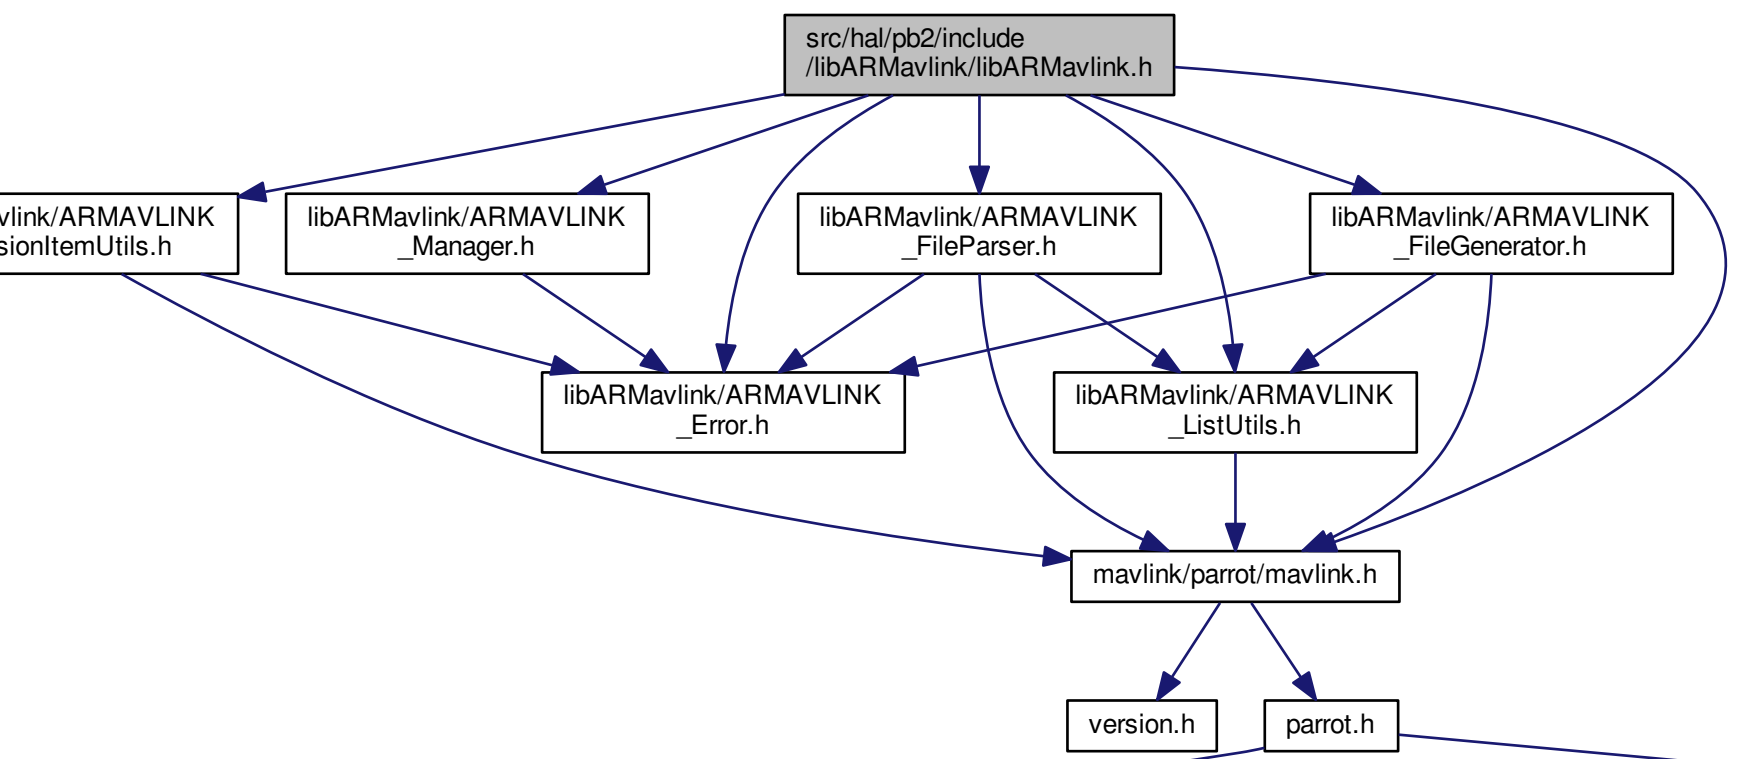 src/hal/pb2/include
/libARMavlink/libARMavlink.h
vlink/ARMAVLINK
sionItemUtils.h
libARMavlink/ARMAVLINK
_Manager.h
libARMavlink/ARMAVLINK
_FileParser.h
libARMavlink/ARMAVLINK
_FileGenerator.h
libARMavlink/ARMAVLINK
_Error.h
libARMavlink/ARMAVLINK
_ListUtils.h
mavlink/parrot/mavlink.h
version.h
parrot.h